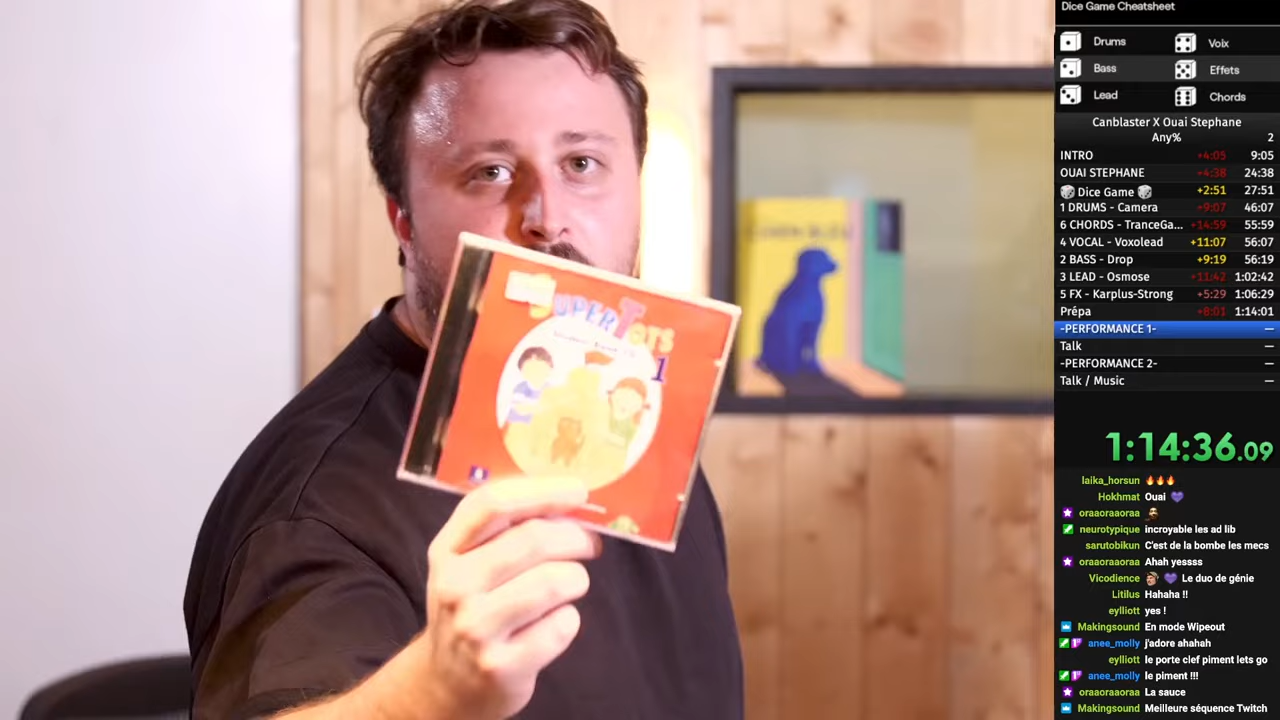 SUPERTOTS
1
Dice Game Cheatsheet
Drums
Voix
Bass
Effets
Lead
Chords
Canblaster X Ouai Stephane
Any% 2
INTRO +4:05 9:05
OUAI STEPHANE +4:38 24:38
🎲 Dice Game 🎲 +2:51 27:51
1 DRUMS - Camera +9:07 46:07
6 CHORDS - TranceGa... +14:59 55:59
4 VOCAL - Voxolead +11:07 56:07
2 BASS - Drop +9:19 56:19
3 LEAD - Osmose +11:42 1:02:42
5 FX - Karplus-Strong +5:29 1:06:29
Prépa +8:01 1:14:01
-PERFORMANCE 1- —
Talk —
-PERFORMANCE 2- —
Talk / Music —
1:14:36.09
laika_horsun 🔥🔥🔥
Hokhmat Ouai 💜
oraaoraaoraa
neurotypique incroyable les ad lib
sarutobikun C'est de la bombe les mecs
oraaoraaoraa Ahah yessss
Vicodience 💜 Le duo de génie
Litilus Hahaha !!
eylliott yes !
Makingsound En mode Wipeout
anee_molly j'adore ahahah
eylliott le porte clef piment lets go
anee_molly le piment !!!
oraaoraaoraa La sauce
Makingsound Meilleure séquence Twitch